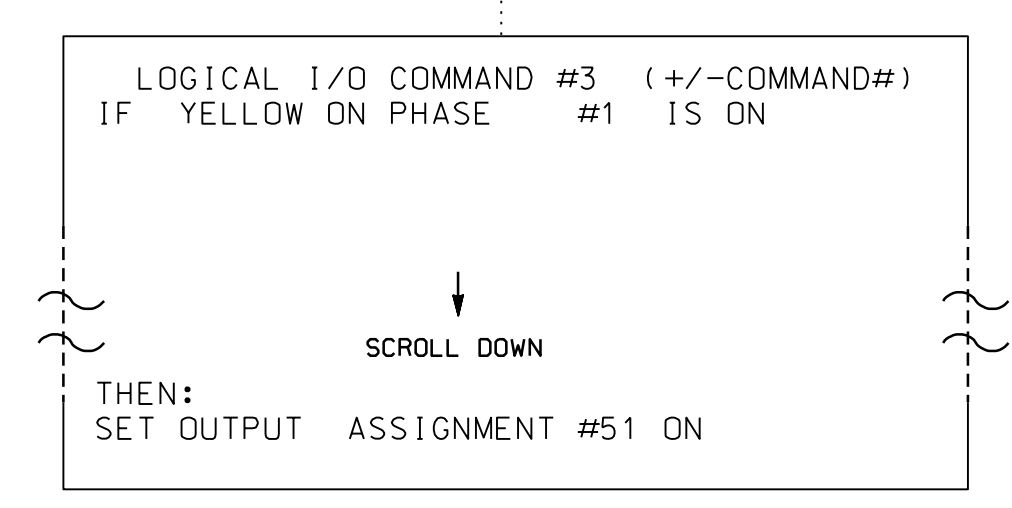 LOGICAL I/O COMMAND #3 (+/-COMMAND#)
IF YELLOW ON PHASE #1 IS ON
SCROLL DOWN
THEN:
SET OUTPUT ASSIGNMENT #51 ON